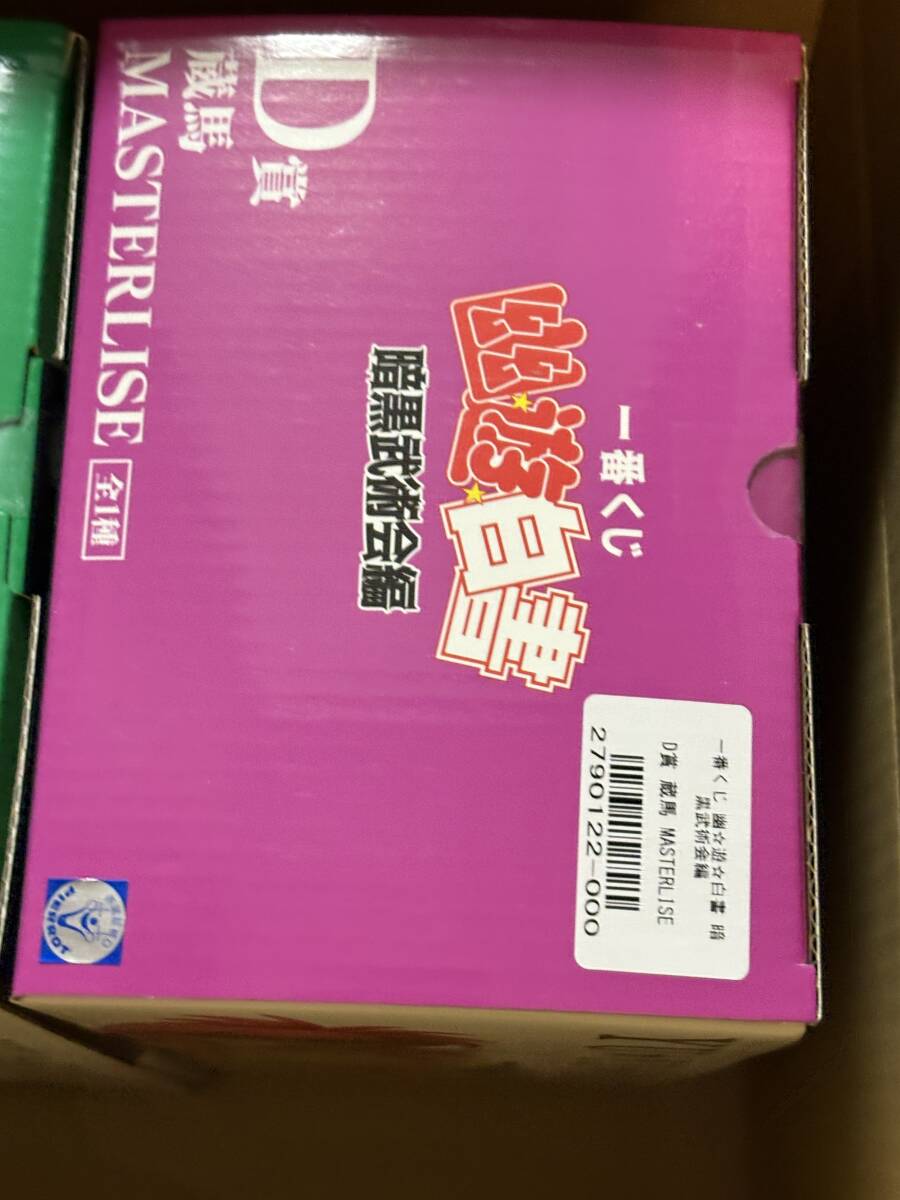 D賞
蔵馬
MASTERLISE
全1種
一番くじ
幽遊白書
暗黒武術会編
一番くじ 幽☆遊☆白書 暗
黒武術会編
D賞 蔵馬 MASTERLISE
2790122-000
PIERROT